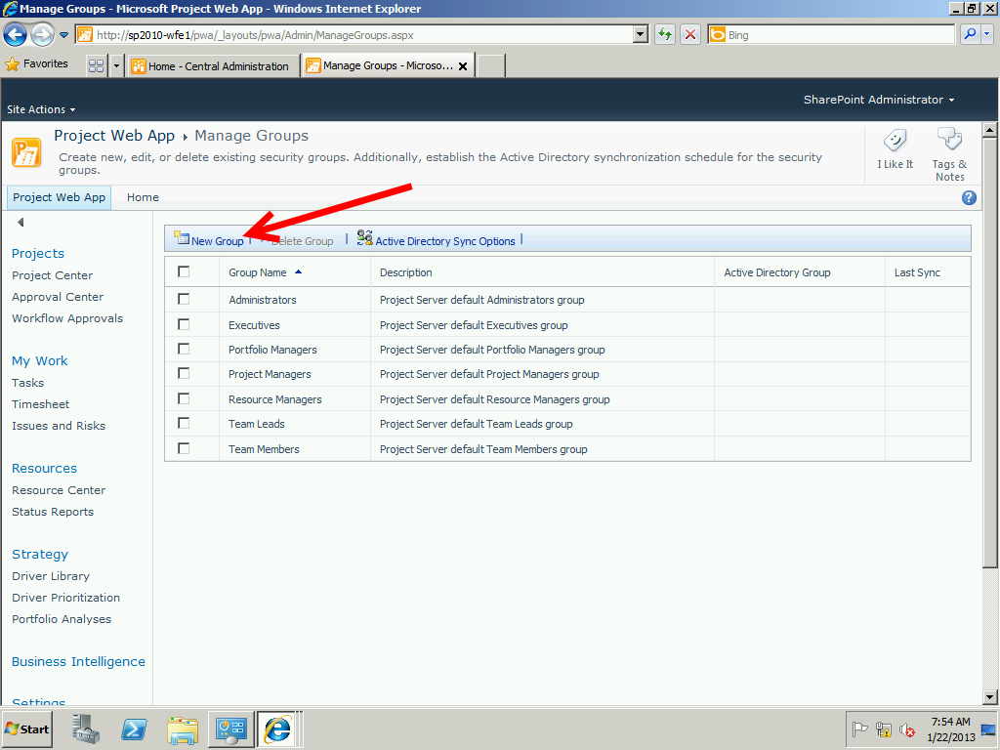 Manage Groups - Microsoft Project Web App - Windows Internet Explorer
http://sp2010-wfe1/pwa/_layouts/pwa/Admin/ManageGroups.aspx
Bing
Favorites
Home - Central Administration
Manage Groups - Microso...
Site Actions
SharePoint Administrator
Project Web App
Manage Groups
Create new, edit, or delete existing security groups. Additionally, establish the Active Directory synchronization schedule for the security
groups.
I Like It
Tags &
Notes
Project Web App
Home
Projects
Project Center
Approval Center
Workflow Approvals
My Work
Tasks
Timesheet
Issues and Risks
Resources
Resource Center
Status Reports
Strategy
Driver Library
Driver Prioritization
Portfolio Analyses
Business Intelligence
Settings
New Group
Delete Group
Active Directory Sync Options
Group Name Description Active Directory Group Last Sync
Administrators Project Server default Administrators group
Executives Project Server default Executives group
Portfolio Managers Project Server default Portfolio Managers group
Project Managers Project Server default Project Managers group
Resource Managers Project Server default Resource Managers group
Team Leads Project Server default Team Leads group
Team Members Project Server default Team Members group
Start
7:54 AM
1/22/2013